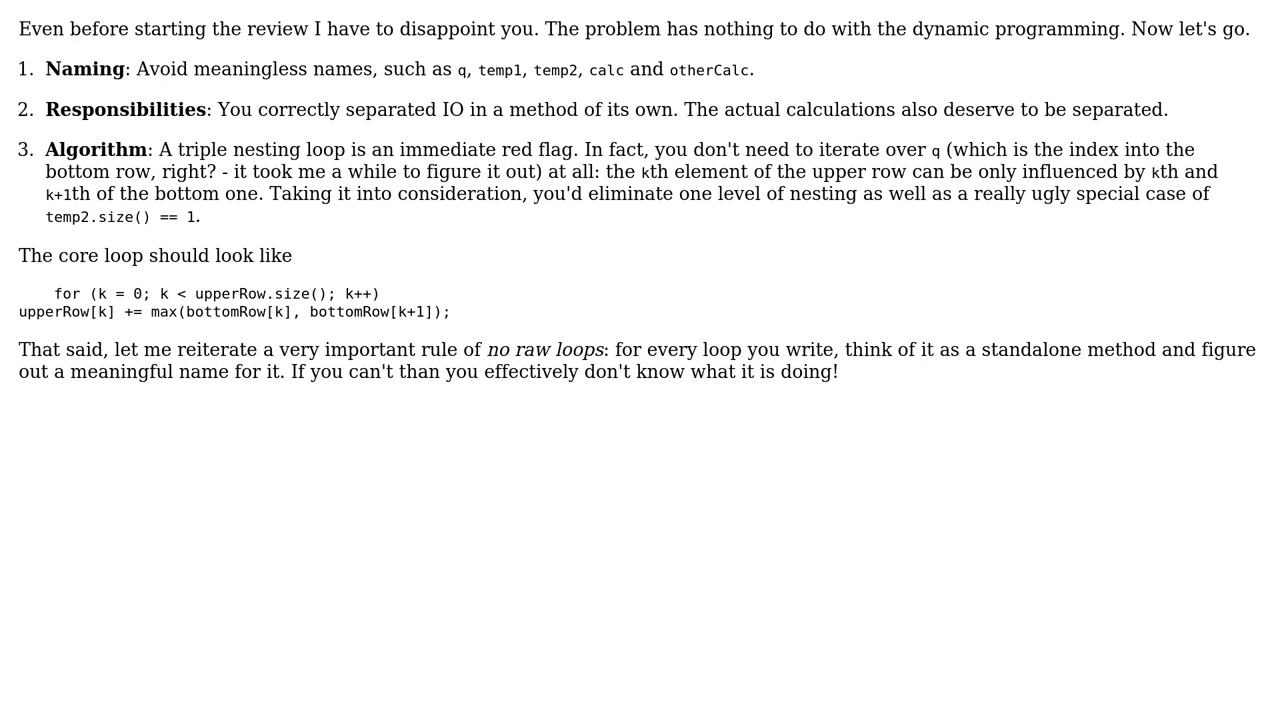 Even before starting the review I have to disappoint you. The problem has nothing to do with the dynamic programming. Now let's go.
1. Naming: Avoid meaningless names, such as q, temp1, temp2, calc and otherCalc.
2. Responsibilities: You correctly separated IO in a method of its own. The actual calculations also deserve to be separated.
3. Algorithm: A triple nesting loop is an immediate red flag. In fact, you don't need to iterate over q (which is the index into the
bottom row, right? - it took me a while to figure it out) at all: the kth element of the upper row can be only influenced by kth and
k+1th of the bottom one. Taking it into consideration, you'd eliminate one level of nesting as well as a really ugly special case of
temp2.size() == 1.
The core loop should look like
    for (k = 0; k < upperRow.size(); k++)
upperRow[k] += max(bottomRow[k], bottomRow[k+1]);
That said, let me reiterate a very important rule of no raw loops: for every loop you write, think of it as a standalone method and figure
out a meaningful name for it. If you can't than you effectively don't know what it is doing!